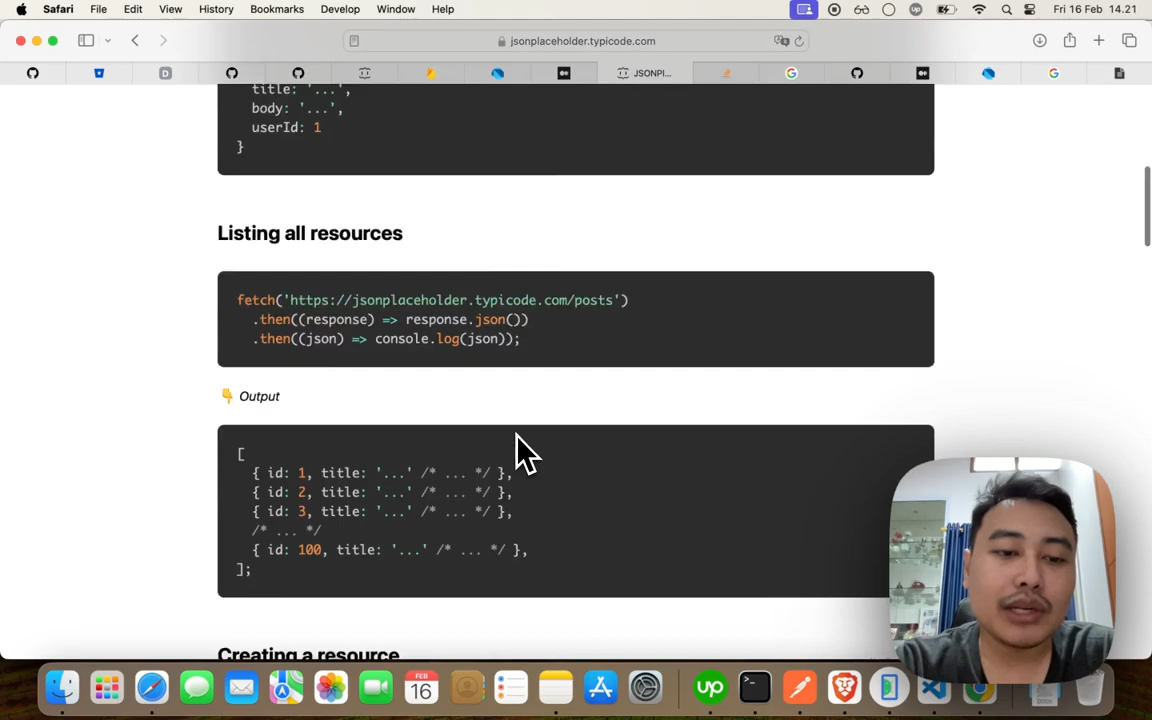 Safari File Edit View History Bookmarks Develop Window Help Fri 16 Feb 14.21
jsonplaceholder.typicode.com
JSONPl...
title: '...',
body: '...',
userId: 1
}
Listing all resources
fetch('https://jsonplaceholder.typicode.com/posts')
.then((response) => response.json())
.then((json) => console.log(json));
👇 Output
[
{ id: 1, title: '...' /* ... */ },
{ id: 2, title: '...' /* ... */ },
{ id: 3, title: '...' /* ... */ },
/* ... */
{ id: 100, title: '...' /* ... */ },
];
Creating a resource
FEB
16
up